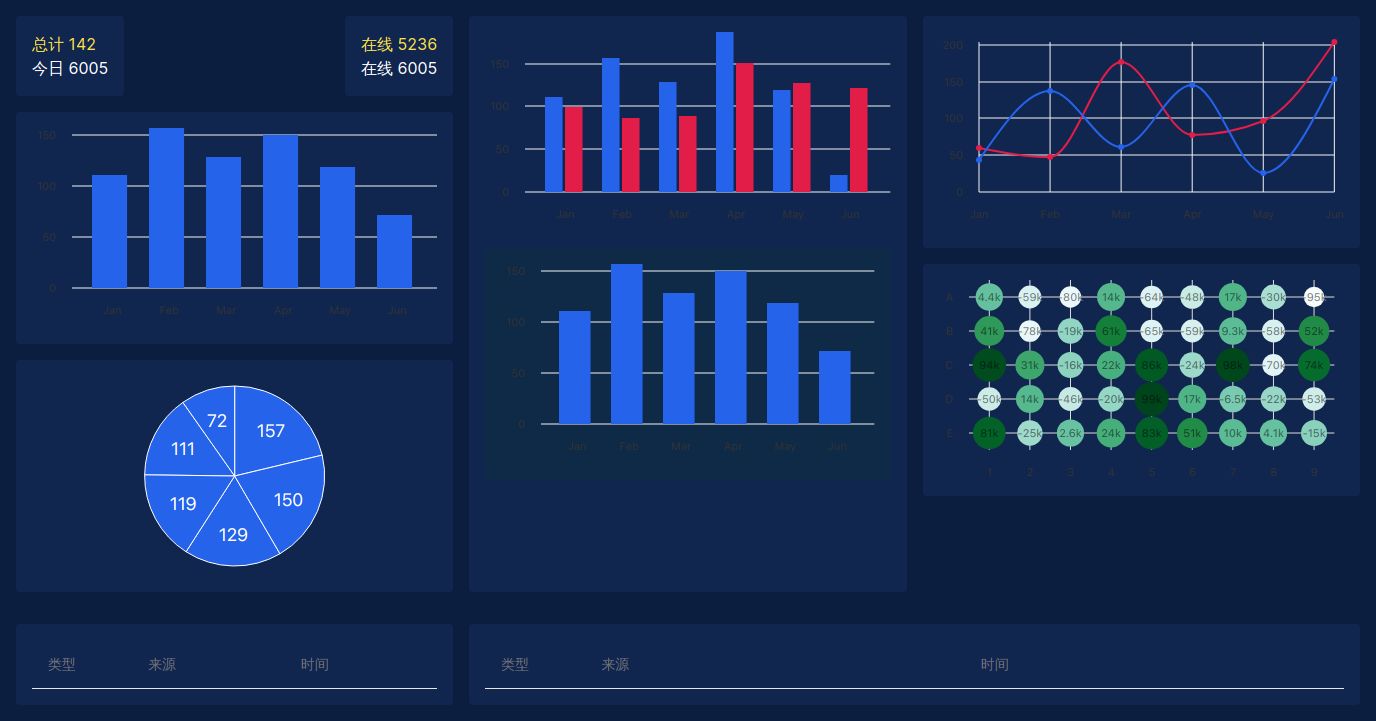 总计 142
今日 6005
在线 5236
在线 6005
150
100
50
0
Jan Feb Mar Apr May Jun
72
157
111
150
119
129
150
100
50
0
Jan Feb Mar Apr May Jun
150
100
50
0
Jan Feb Mar Apr May Jun
200
150
100
50
0
Jan Feb Mar Apr May Jun
A 4.4k -59k -80k 14k -64k -48k 17k -30k -95k
B 41k -78k -19k 61k -65k -59k 9.3k -58k 52k
C 94k 31k -16k 22k 86k -24k 98k -70k 74k
D -50k 14k -46k -20k 99k 17k -6.5k -22k -53k
E 81k -25k 2.6k 24k 83k 51k 10k 4.1k -15k
1 2 3 4 5 6 7 8 9
类型 来源 时间
类型 来源 时间